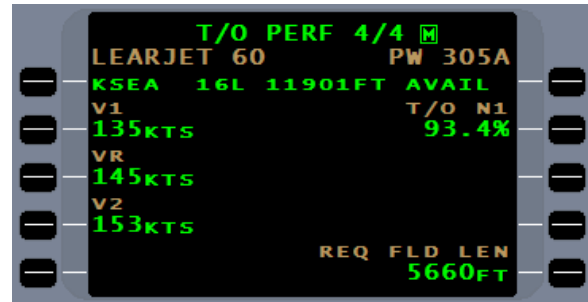 T/O PERF 4/4 M
LEARJET 60 PW 305A
KSEA 16L 11901FT AVAIL
V1 T/O N1
135KTS 93.4%
VR
145KTS
V2
153KTS
REQ FLD LEN
5660FT